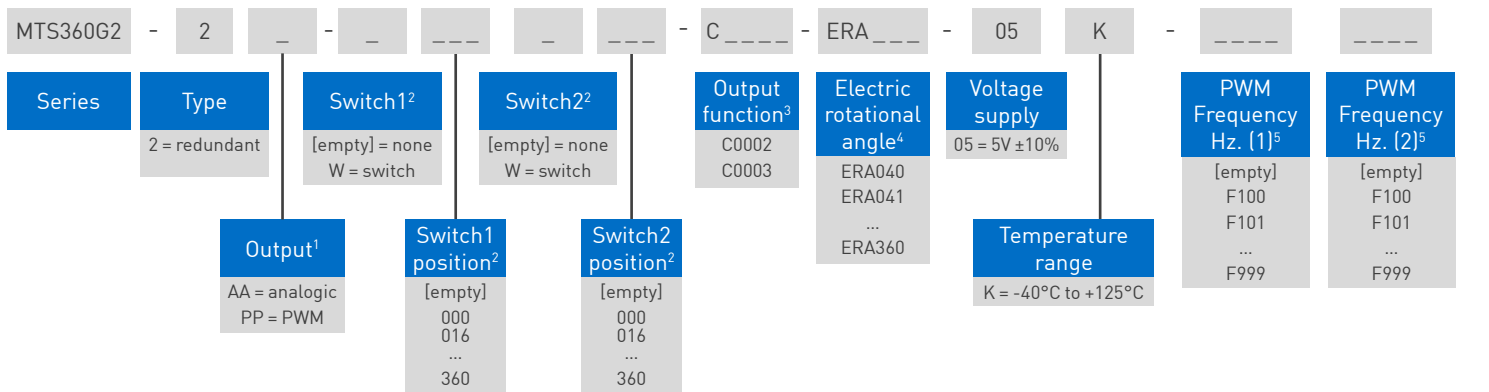 MTS360G2 - 2 _ - _ _ _ _ _ _ _ _ - C _ _ _ _ - ERA _ _ _ - 05 K - _ _ _ _ _ _ _ _
Series
Type
2 = redundant
Switch1²
[empty] = none
W = switch
Switch2²
[empty] = none
W = switch
Output
function³
C0002
C0003
Electric
rotational
angle⁴
ERA040
ERA041
...
ERA360
Voltage
supply
05 = 5V ±10%
PWM
Frequency
Hz. (1)⁵
[empty]
F100
F101
...
F999
PWM
Frequency
Hz. (2)⁵
[empty]
F100
F101
...
F999
Output¹
AA = analogic
PP = PWM
Switch1
position²
[empty]
000
016
...
360
Switch2
position²
[empty]
000
016
...
360
Temperature
range
K = -40°C to +125°C